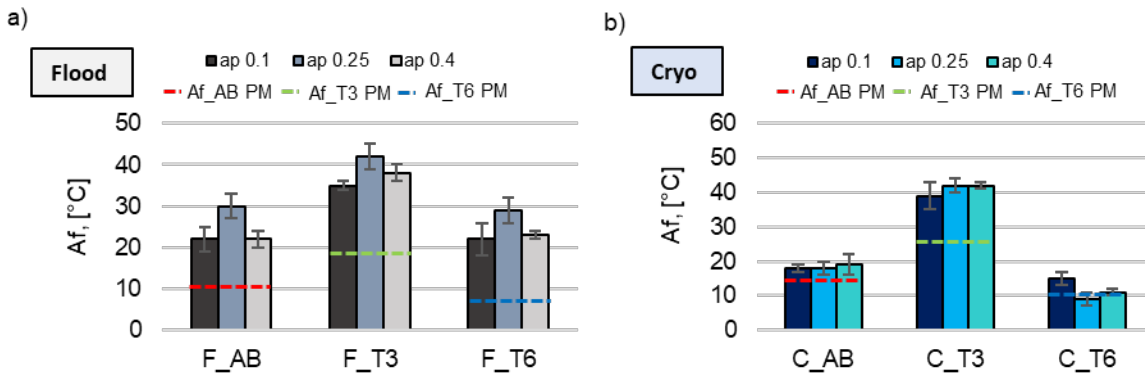 a)
Flood
ap 0.1 ap 0.25 ap 0.4
Af_AB PM Af_T3 PM Af_T6 PM
50
40
30
20
10
0
Af, [°C]
F_AB F_T3 F_T6
b)
Cryo
ap 0.1 ap 0.25 ap 0.4
Af_AB PM Af_T3 PM Af_T6 PM
60
50
40
30
20
10
0
Af, [°C]
C_AB C_T3 C_T6